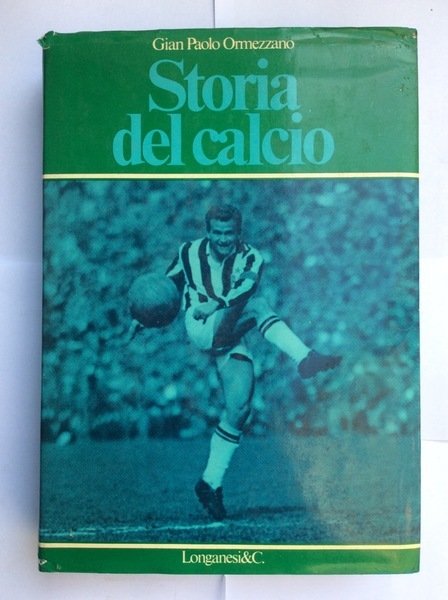 Gian Paolo Ormezzano
Storia
del calcio
Longanesi&C.